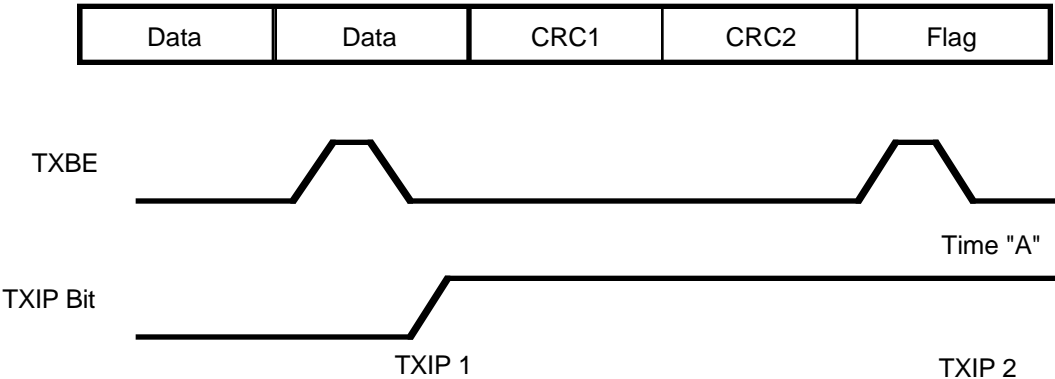 Data Data CRC1 CRC2 Flag
TXBE
Time "A"
TXIP Bit
TXIP 1 TXIP 2